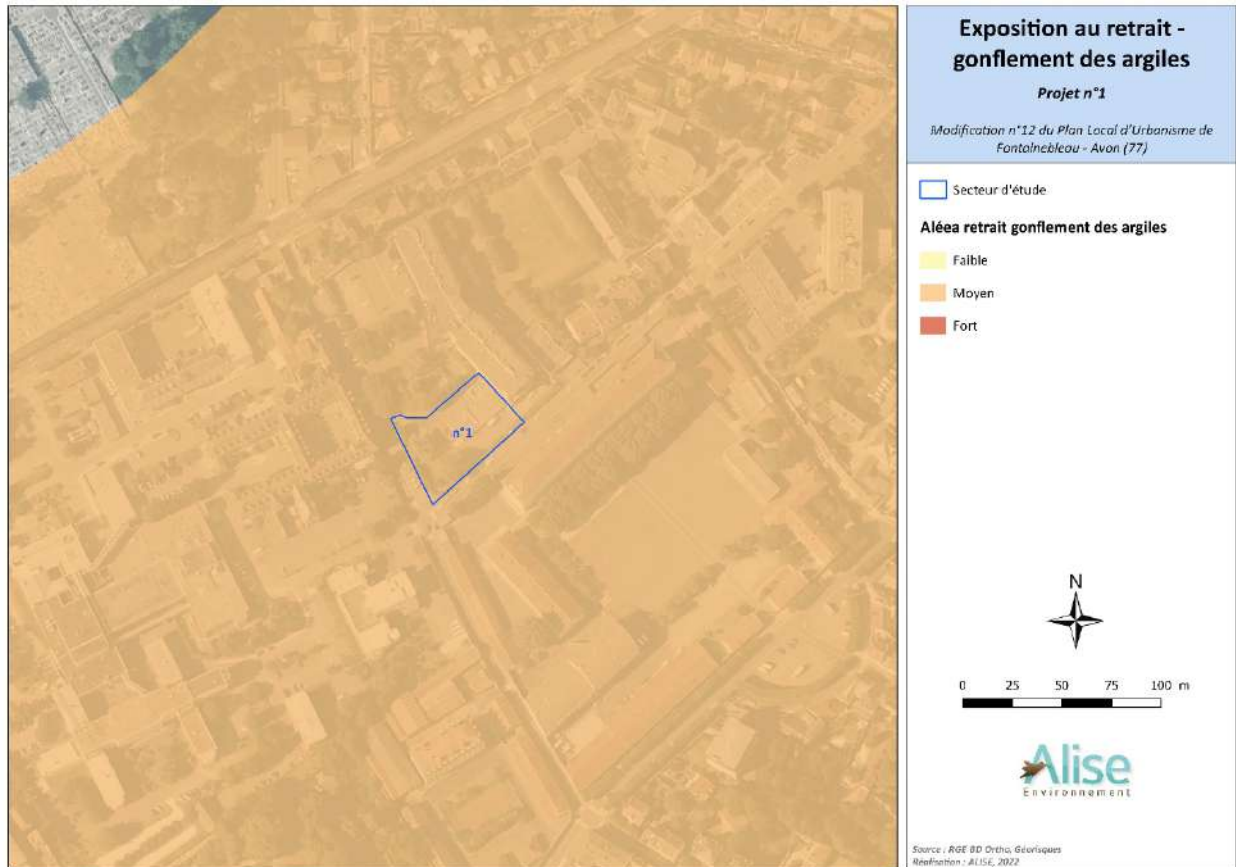 Exposition au retrait -
gonflement des argiles
Projet n°1
Modification n°12 du Plan Local d'Urbanisme de
Fontainebleau - Avon (77)
Secteur d'étude
Aléea retrait gonflement des argiles
Faible
Moyen
Fort
n°1
N
0 25 50 75 100 m
Alise
Environnement
Source : RGE BD Ortho, Géorisques
Réalisation : ALISE, 2022